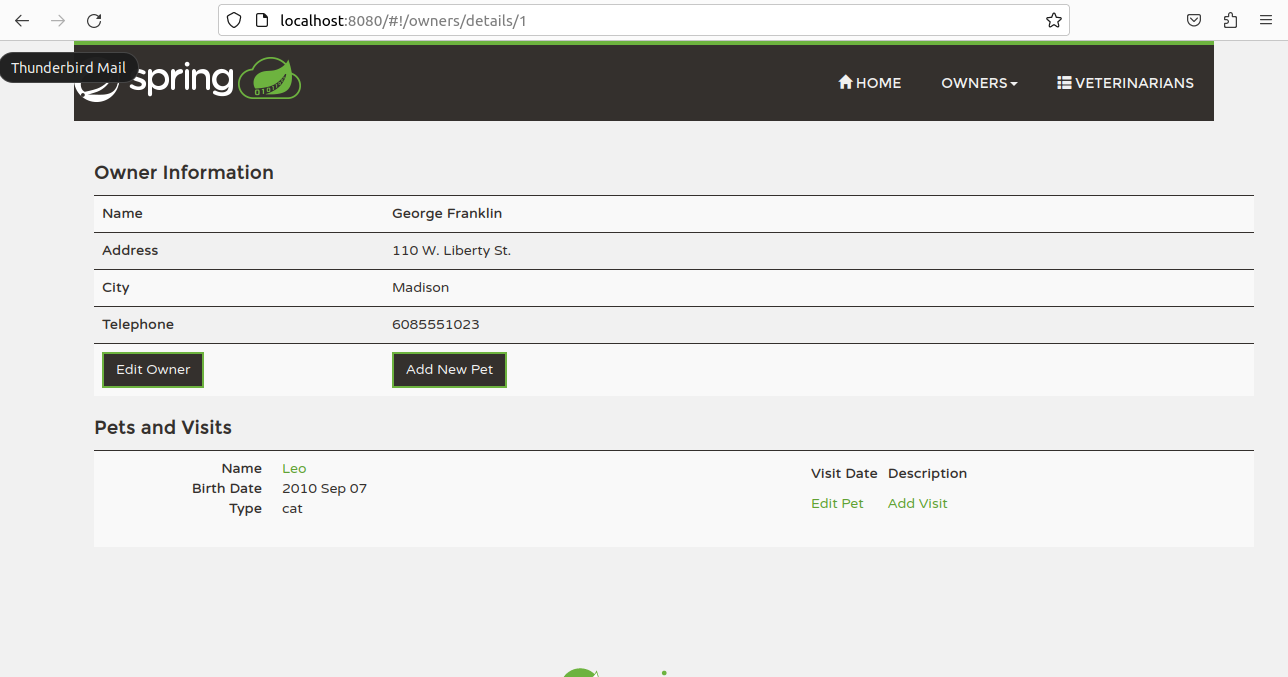 localhost:8080/#!/owners/details/1
Thunderbird Mail
spring
HOME OWNERS VETERINARIANS
Owner Information
Name George Franklin
Address 110 W. Liberty St.
City Madison
Telephone 6085551023
Edit Owner Add New Pet
Pets and Visits
Name Leo
Birth Date 2010 Sep 07
Type cat
Visit Date Description
Edit Pet Add Visit